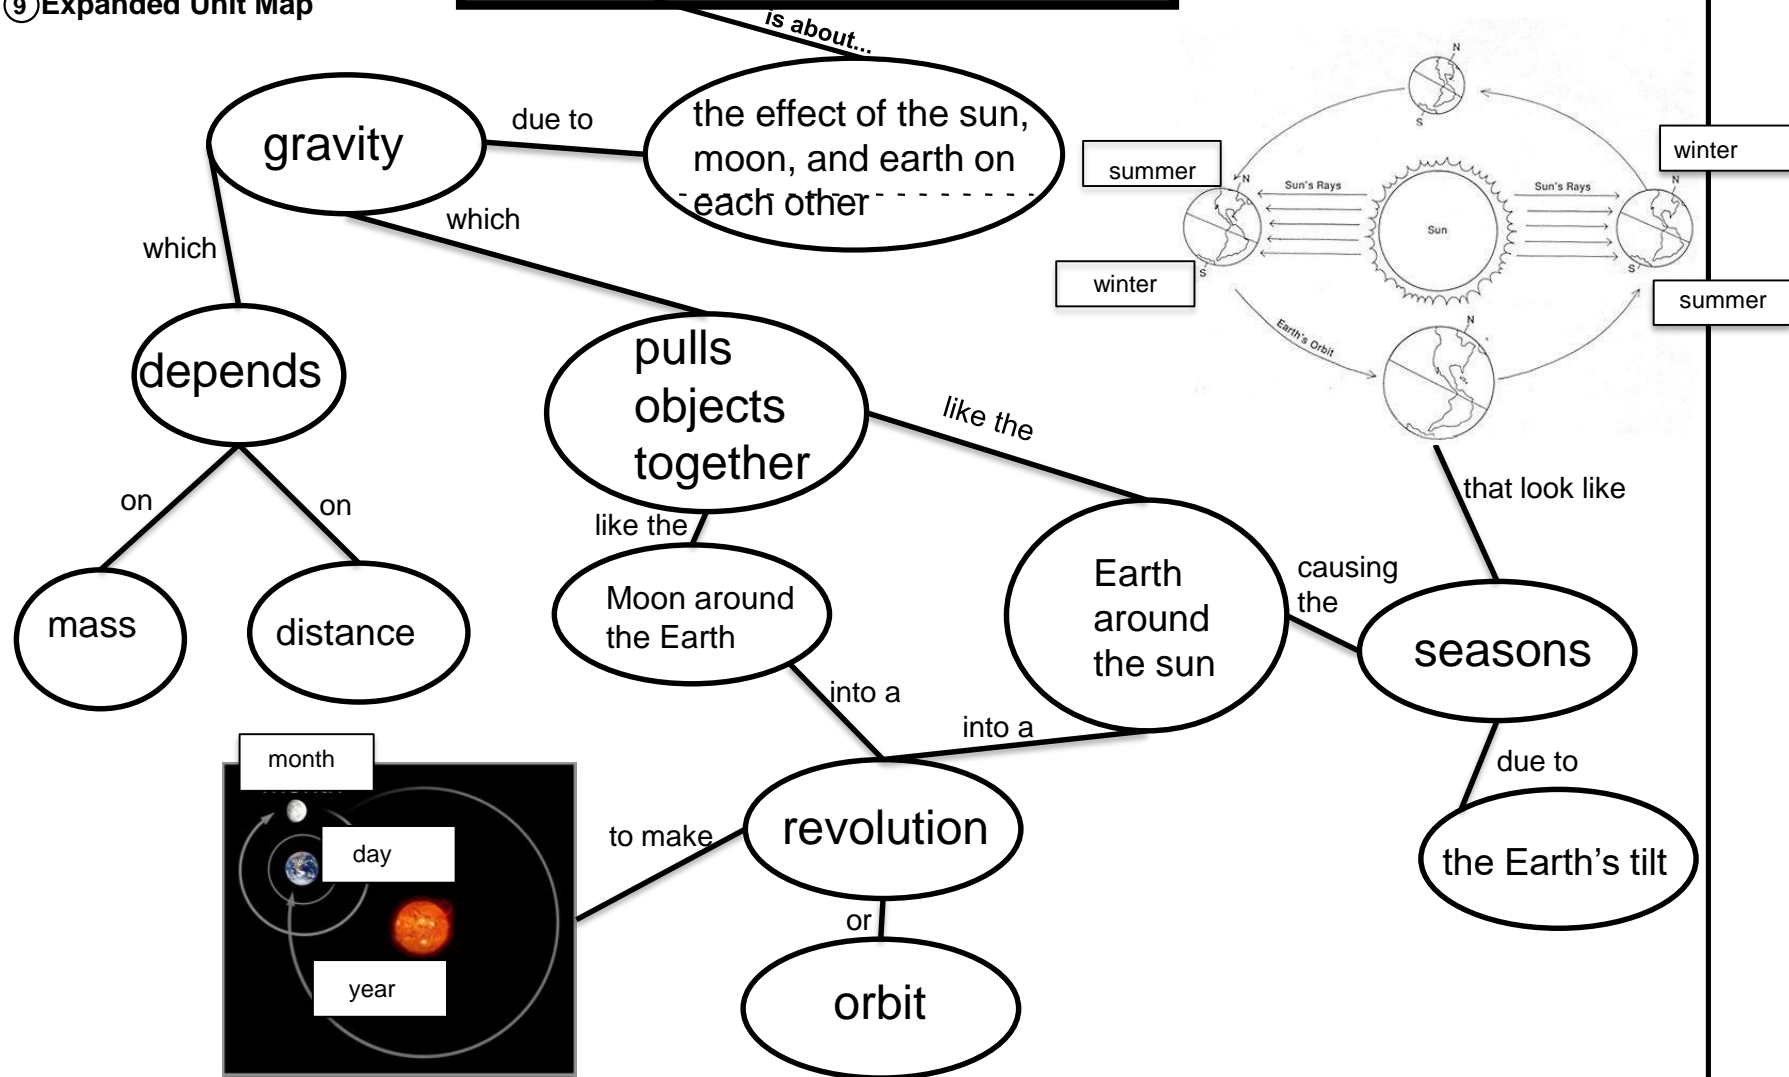 9 Expanded Unit Map
is about...
gravity
due to
the effect of the sun,
moon, and earth on
each other
which
which
depends
on
on
mass
distance
pulls
objects
together
like the
like the
Moon around
the Earth
Earth
around
the sun
into a
into a
causing
the
seasons
that look like
due to
the Earth's tilt
revolution
to make
or
orbit
month
day
year
N
S
summer
winter
N
S
Sun's Rays
Sun
Sun's Rays
winter
N
S
summer
Earth's Orbit
N